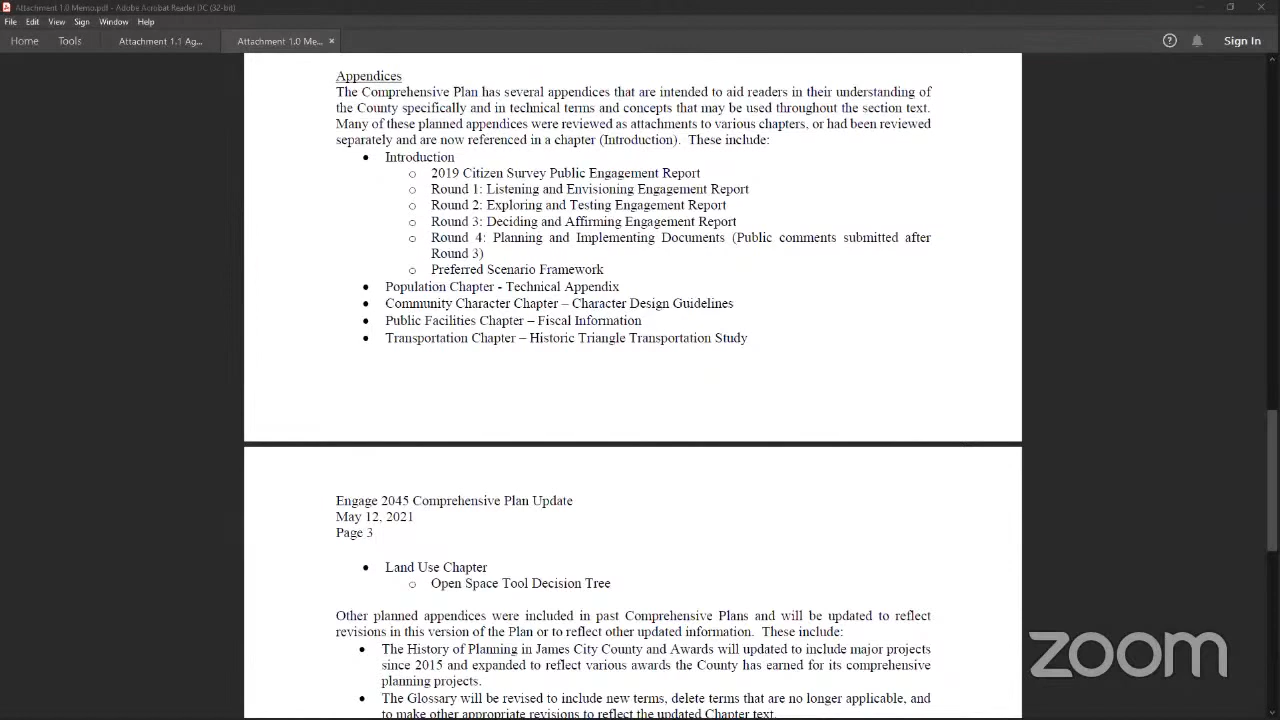 Attachment 1.0 Memo.pdf - Adobe Acrobat Reader DC (32-bit)
File Edit View Sign Window Help
Home Tools Attachment 1.1 Ag... Attachment 1.0 Me... × Sign In
Appendices
The Comprehensive Plan has several appendices that are intended to aid readers in their understanding of
the County specifically and in technical terms and concepts that may be used throughout the section text.
Many of these planned appendices were reviewed as attachments to various chapters, or had been reviewed
separately and are now referenced in a chapter (Introduction). These include:
• Introduction
o 2019 Citizen Survey Public Engagement Report
o Round 1: Listening and Envisioning Engagement Report
o Round 2: Exploring and Testing Engagement Report
o Round 3: Deciding and Affirming Engagement Report
o Round 4: Planning and Implementing Documents (Public comments submitted after
Round 3)
o Preferred Scenario Framework
• Population Chapter - Technical Appendix
• Community Character Chapter – Character Design Guidelines
• Public Facilities Chapter – Fiscal Information
• Transportation Chapter – Historic Triangle Transportation Study
Engage 2045 Comprehensive Plan Update
May 12, 2021
Page 3
• Land Use Chapter
o Open Space Tool Decision Tree
Other planned appendices were included in past Comprehensive Plans and will be updated to reflect
revisions in this version of the Plan or to reflect other updated information. These include:
• The History of Planning in James City County and Awards will updated to include major projects
since 2015 and expanded to reflect various awards the County has earned for its comprehensive
planning projects.
• The Glossary will be revised to include new terms, delete terms that are no longer applicable, and
to make other appropriate revisions to reflect the updated Chapter text.
zoom